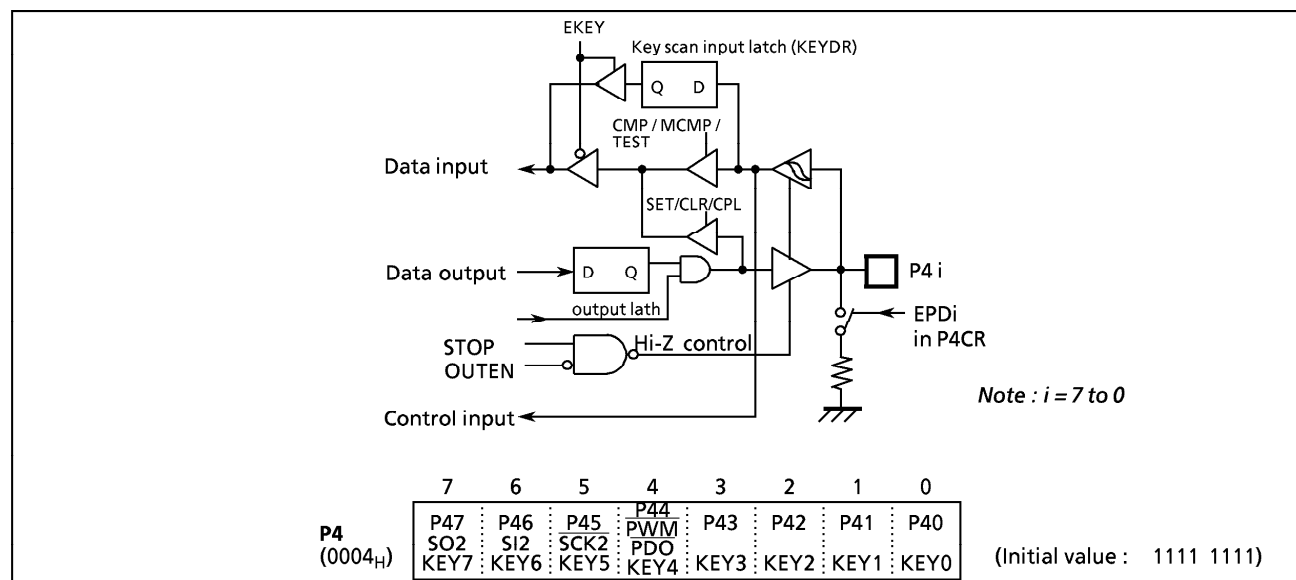 EKEY
Key scan input latch (KEYDR)
Q D
CMP / MCMP /
TEST
Data input
SET/CLR/CPL
Data output
D Q
P4 i
output lath
EPDi
in P4CR
STOP
OUTEN
Hi-Z control
Note : i = 7 to 0
Control input
7 6 5 4 3 2 1 0
P4
(0004H)
P47
SO2
KEY7
P46
SI2
KEY6
P45
SCK2
KEY5
P44
PWM
PDO
KEY4
P43
KEY3
P42
KEY2
P41
KEY1
P40
KEY0
(Initial value : 1111 1111)